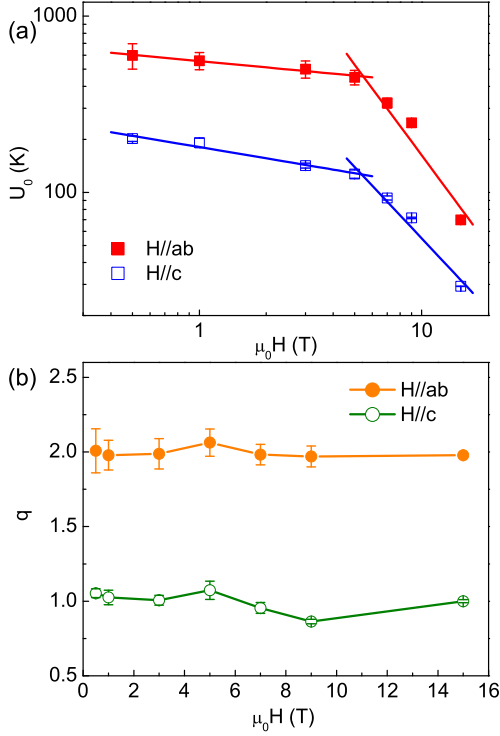 (a)
1000
100
U₀ (K)
H//ab
H//c
1
10
μ₀H (T)
(b)
2.5
2.0
1.5
1.0
0.5
q
H//ab
H//c
0 2 4 6 8 10 12 14 16
μ₀H (T)